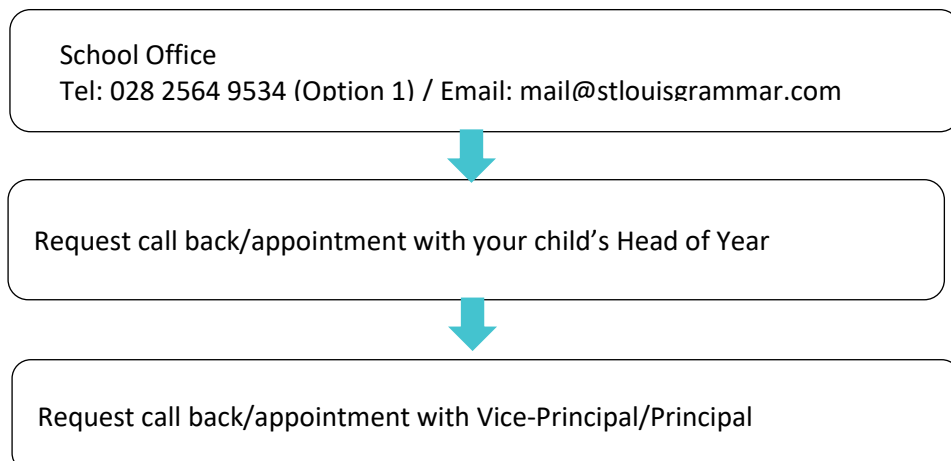 School Office
Tel: 028 2564 9534 (Option 1) / Email: mail@stlouisgrammar.com
Request call back/appointment with your child’s Head of Year
Request call back/appointment with Vice-Principal/Principal